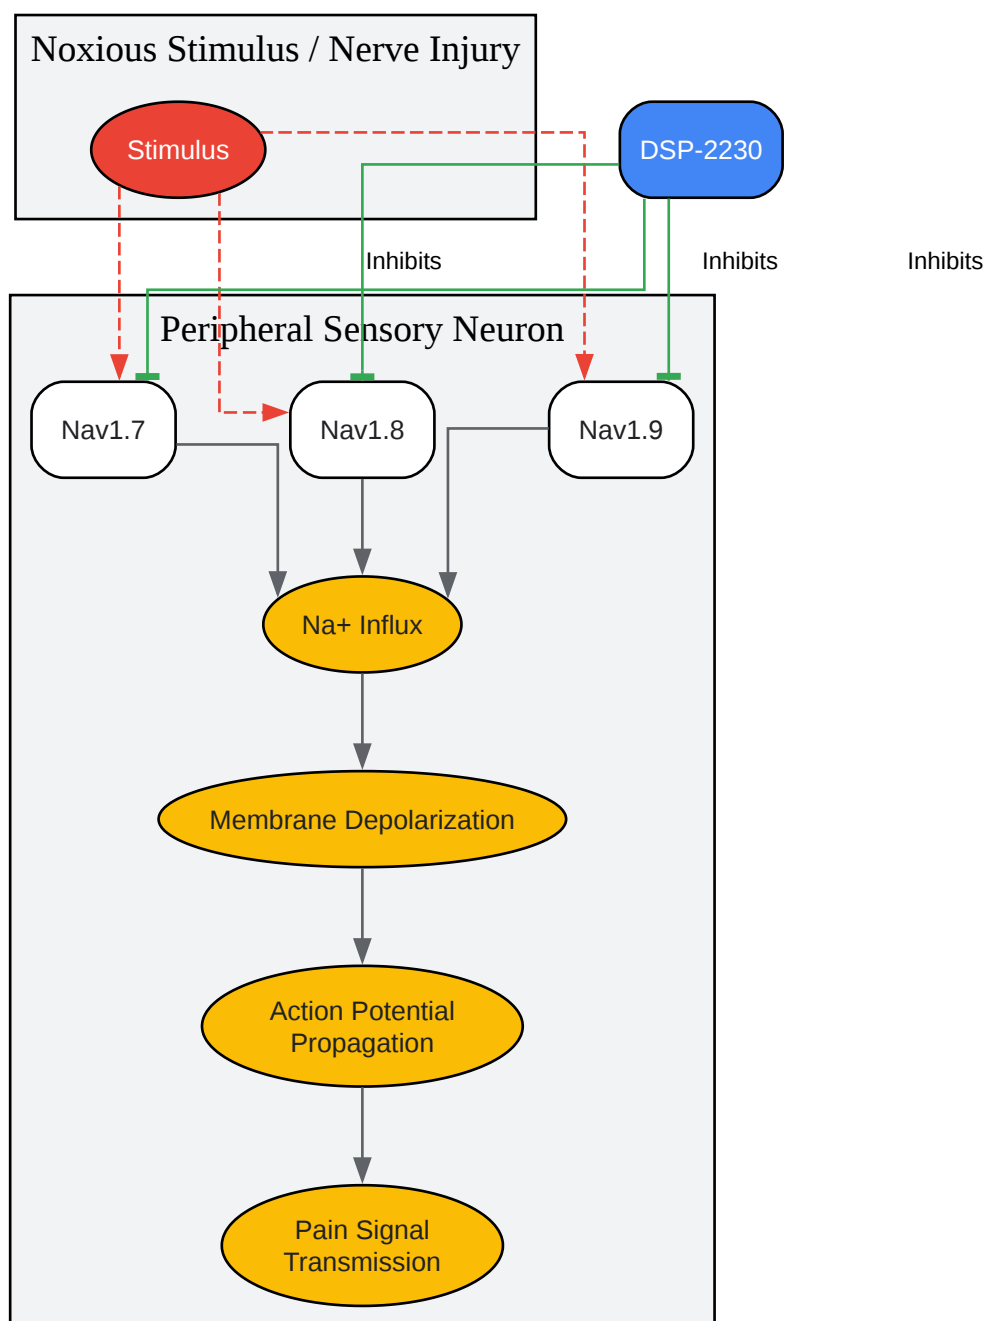 Noxious Stimulus / Nerve Injury
Stimulus
DSP-2230
Inhibits
Inhibits
Inhibits
Peripheral Sensory Neuron
Nav1.7
Nav1.8
Nav1.9
Na+ Influx
Membrane Depolarization
Action Potential
Propagation
Pain Signal
Transmission